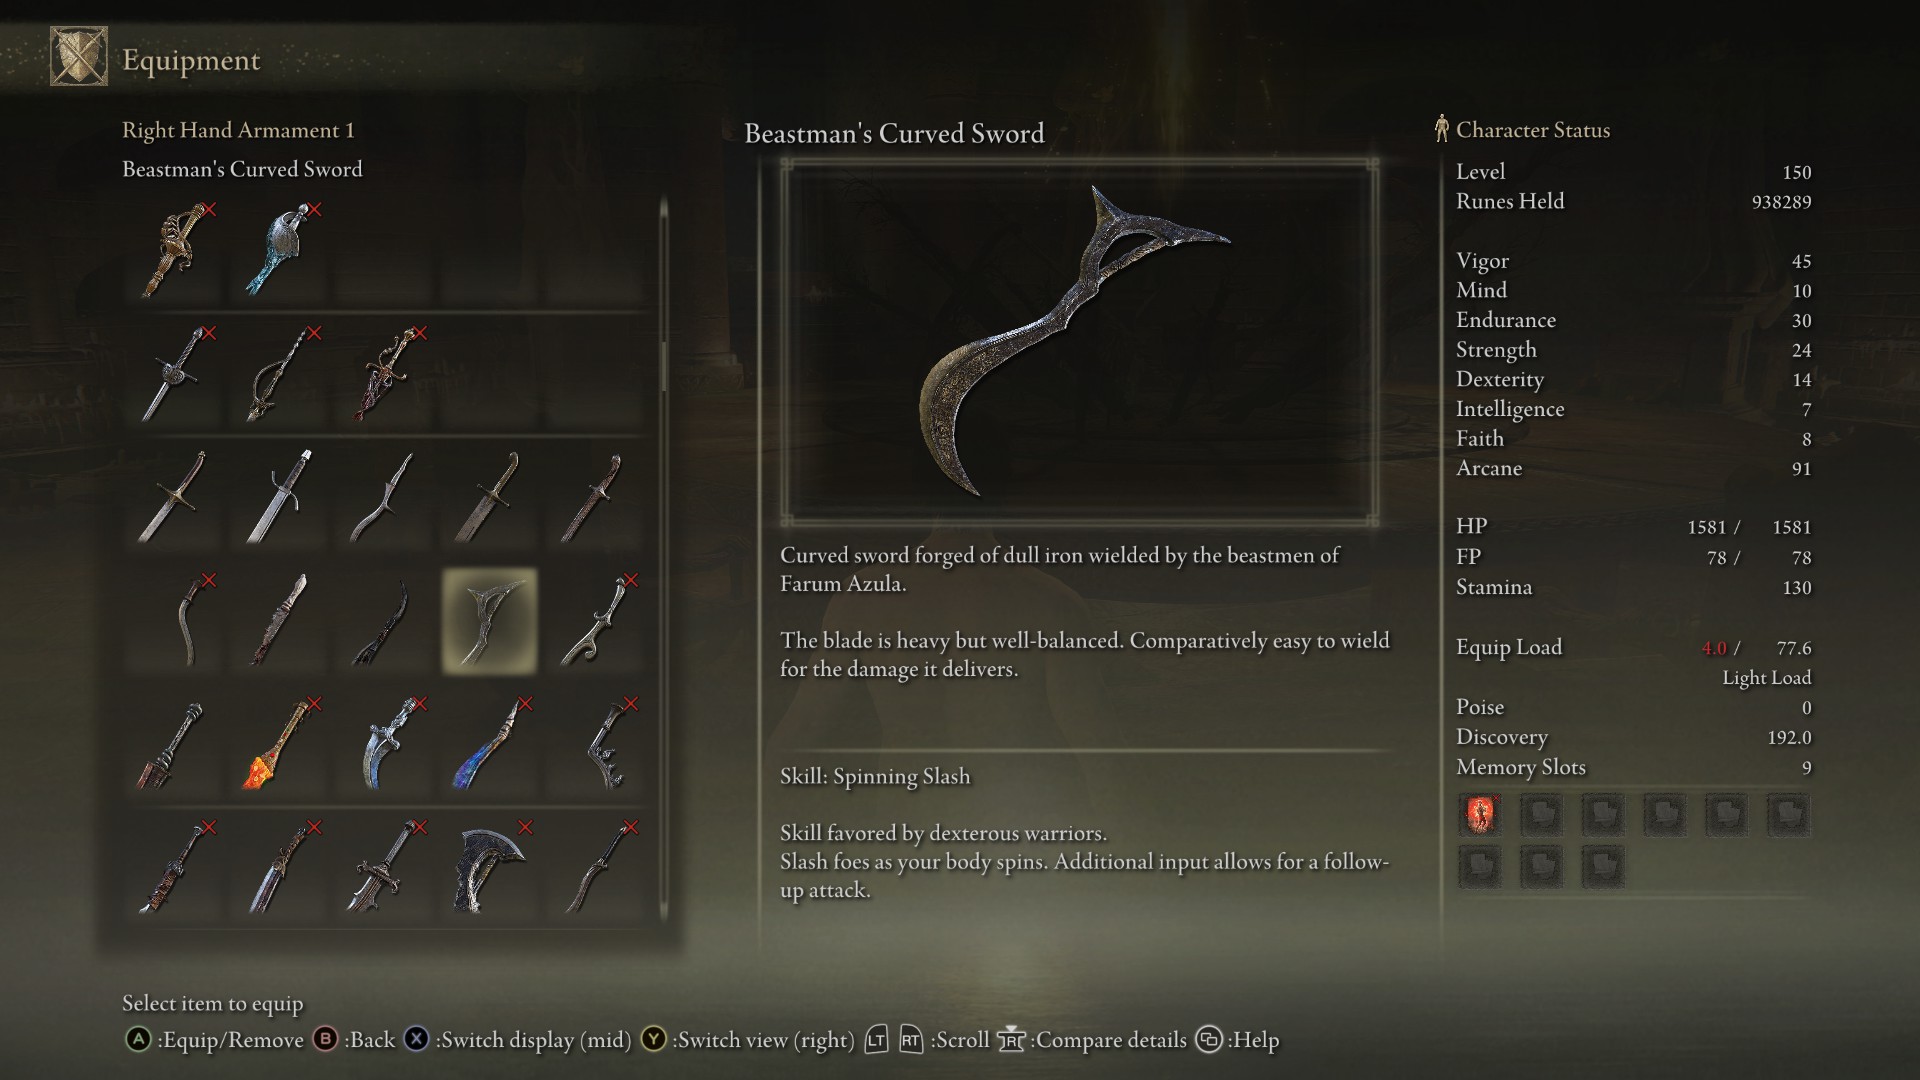 Equipment
Right Hand Armament 1
Beastman's Curved Sword
Beastman's Curved Sword
Curved sword forged of dull iron wielded by the beastmen of
Farum Azula.
The blade is heavy but well-balanced. Comparatively easy to wield
for the damage it delivers.
Skill: Spinning Slash
Skill favored by dexterous warriors.
Slash foes as your body spins. Additional input allows for a follow-
up attack.
Character Status
Level 150
Runes Held 938289
Vigor 45
Mind 10
Endurance 30
Strength 24
Dexterity 14
Intelligence 7
Faith 8
Arcane 91
HP 1581 / 1581
FP 78 / 78
Stamina 130
Equip Load 4.0 / 77.6
Light Load
Poise 0
Discovery 192.0
Memory Slots 9
Select item to equip
A :Equip/Remove B :Back X :Switch display (mid) Y :Switch view (right) LT RT :Scroll R :Compare details :Help